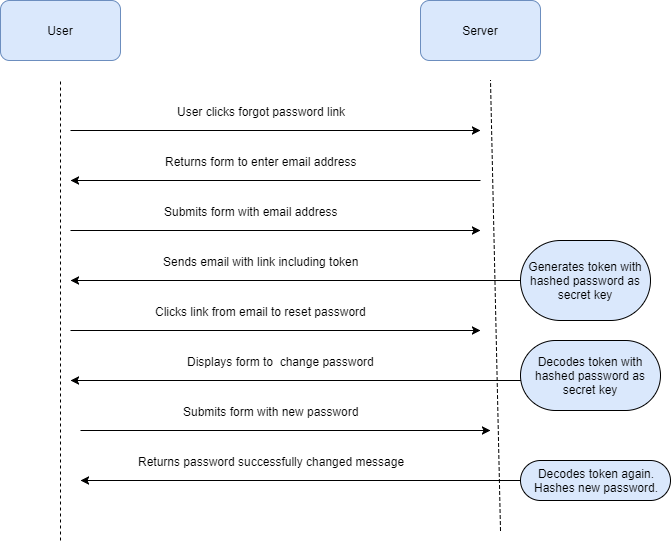 User
Server
User clicks forgot password link
Returns form to enter email address
Submits form with email address
Sends email with link including token
Generates token with
hashed password as
secret key
Clicks link from email to reset password
Displays form to  change password
Decodes token with
hashed password as
secret key
Submits form with new password
Returns password successfully changed message
Decodes token again.
Hashes new password.